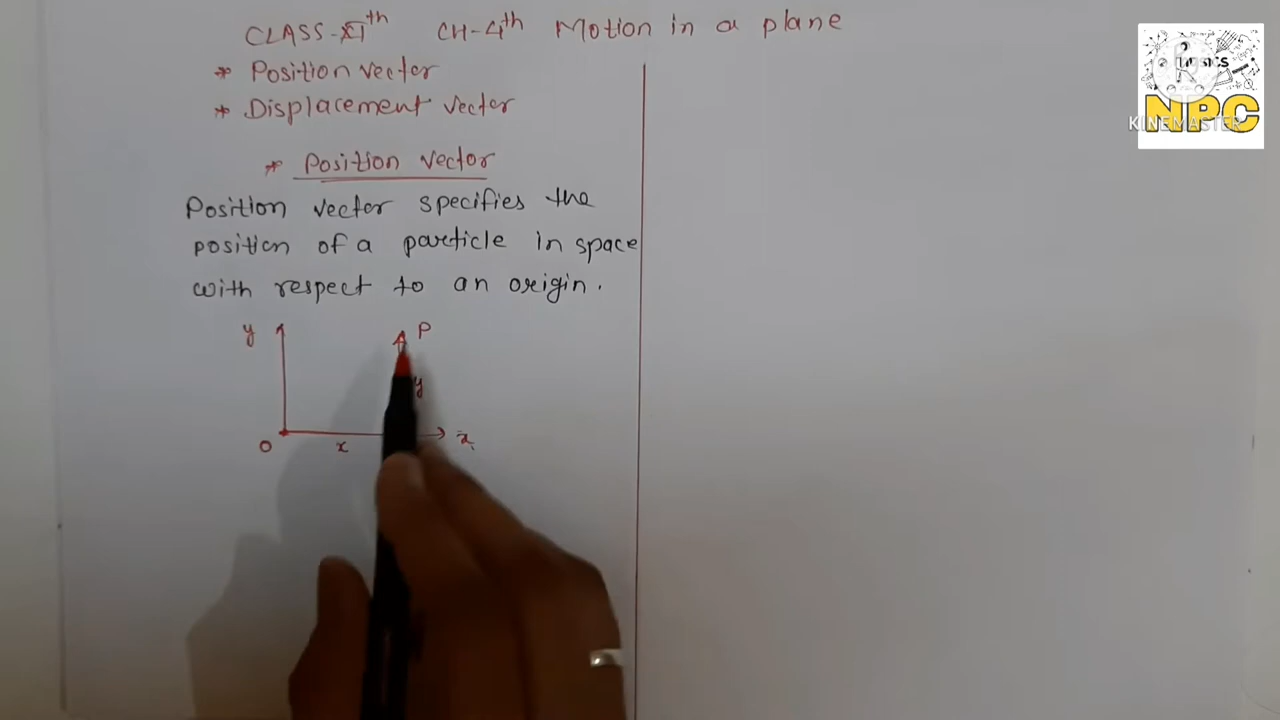 CLASS-XIth CH-4th Motion in a plane
* Position vector
* Displacement vector
* Position vector
Position vector specifies the
position of a particle in space
with respect to an origin.
y
P
y
O
x
x
PHYSICS
NPC
KINEMASTER